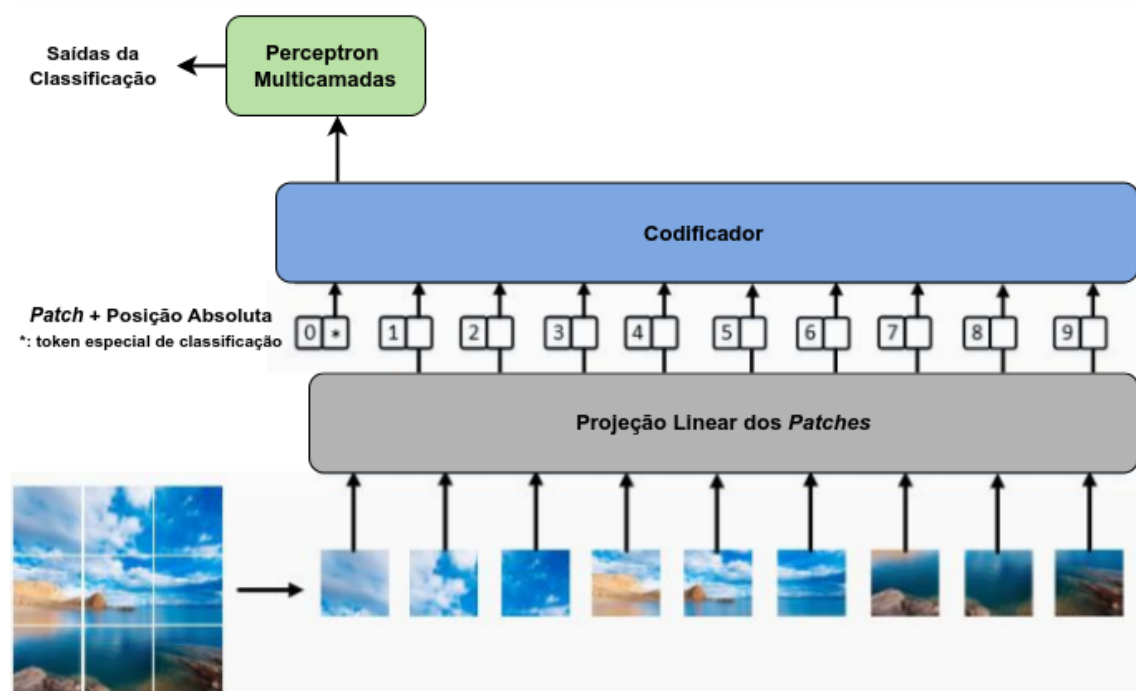 Saídas da
Classificação
Perceptron
Multicamadas
Codificador
Patch + Posição Absoluta
*: token especial de classificação
0 * 1 2 3 4 5 6 7 8 9
Projeção Linear dos Patches